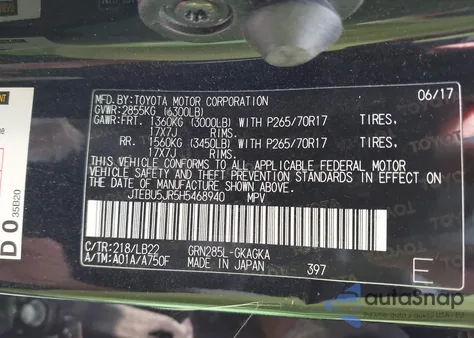 MFD. BY: TOYOTA MOTOR CORPORATION 06/17
GVWR: 2855KG (6300LB)
GAWR: FRT. 1360KG (3000LB) WITH P265/70R17 TIRES.
17X7J RIMS.
RR. 1560KG (3450LB) WITH P265/70R17 TIRES.
17X7J RIMS.
THIS VEHICLE CONFORMS TO ALL APPLICABLE FEDERAL MOTOR
VEHICLE SAFETY AND THEFT PREVENTION STANDARDS IN EFFECT
ON THE DATE OF MANUFACTURE SHOWN ABOVE.
JTEBU5JR5H5468940 MPV
C/TR: 218/LB22 GRN285L-GKAGKA
A/TM: A01A/A750F MADE IN JAPAN 397
E
D0
35B20
autoSnap